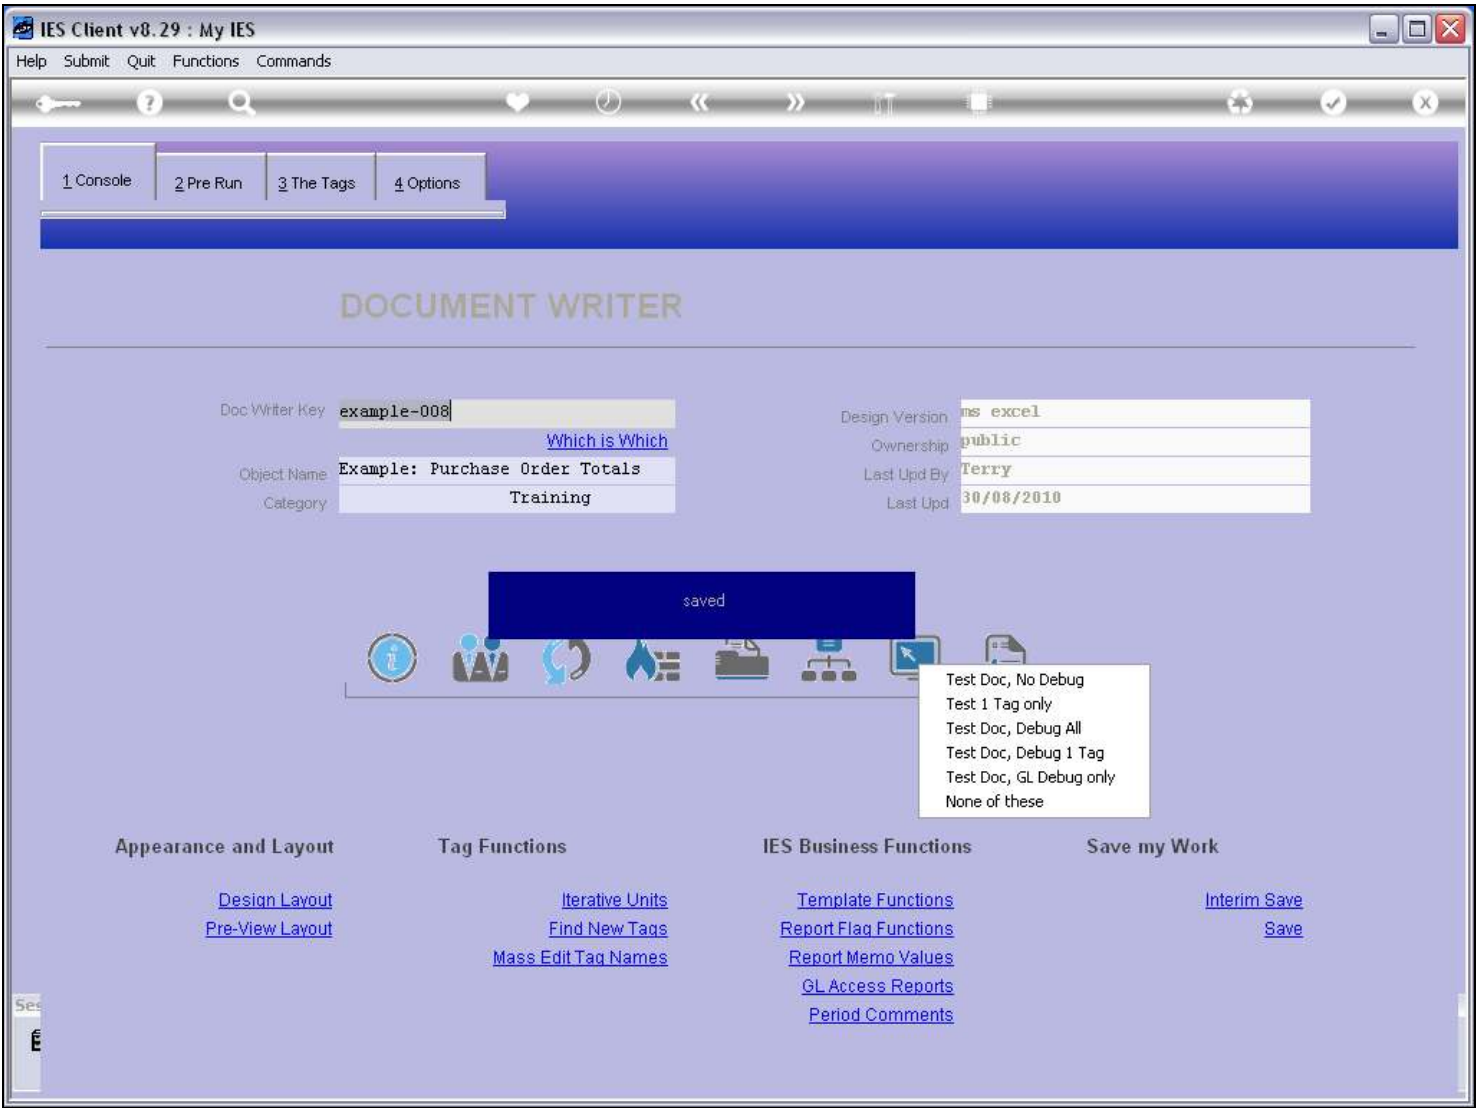 IES Client v8.29 : My IES
Help Submit Quit Functions Commands
1 Console
2 Pre Run
3 The Tags
4 Options
DOCUMENT WRITER
Doc Writer Key example-008
Which is Which
Object Name Example: Purchase Order Totals
Category Training
Design Version ms excel
Ownership public
Last Upd By Terry
Last Upd 30/08/2010
saved
Test Doc, No Debug
Test 1 Tag only
Test Doc, Debug All
Test Doc, Debug 1 Tag
Test Doc, GL Debug only
None of these
Appearance and Layout
Design Layout
Pre-View Layout
Tag Functions
Iterative Units
Find New Tags
Mass Edit Tag Names
IES Business Functions
Template Functions
Report Flag Functions
Report Memo Values
GL Access Reports
Period Comments
Save my Work
Interim Save
Save